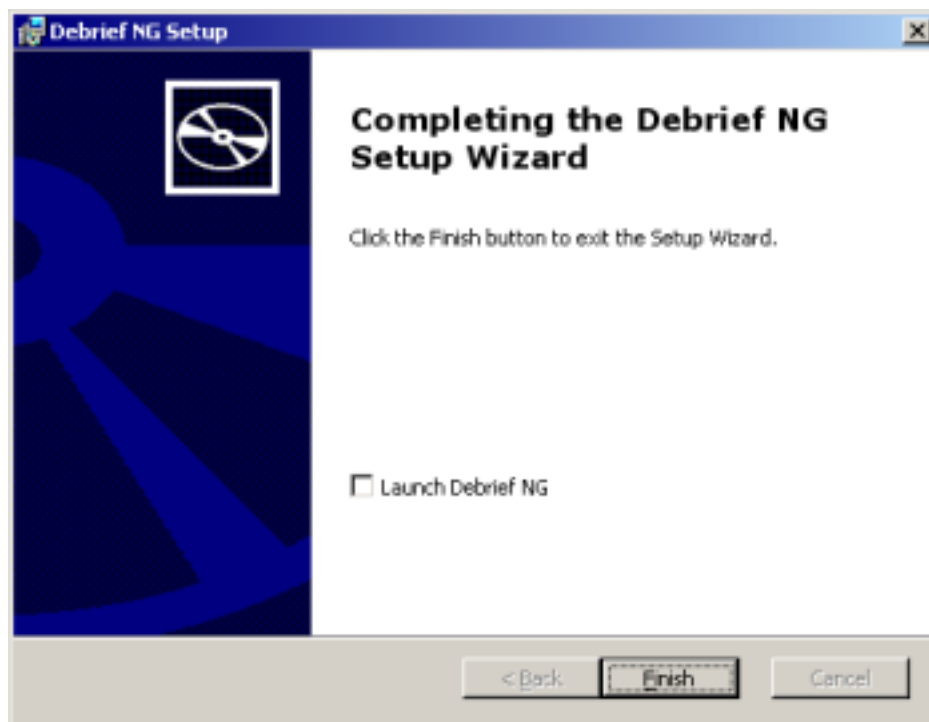 Debrief NG Setup
Completing the Debrief NG
Setup Wizard
Click the Finish button to exit the Setup Wizard.
Launch Debrief NG
< Back
Finish
Cancel